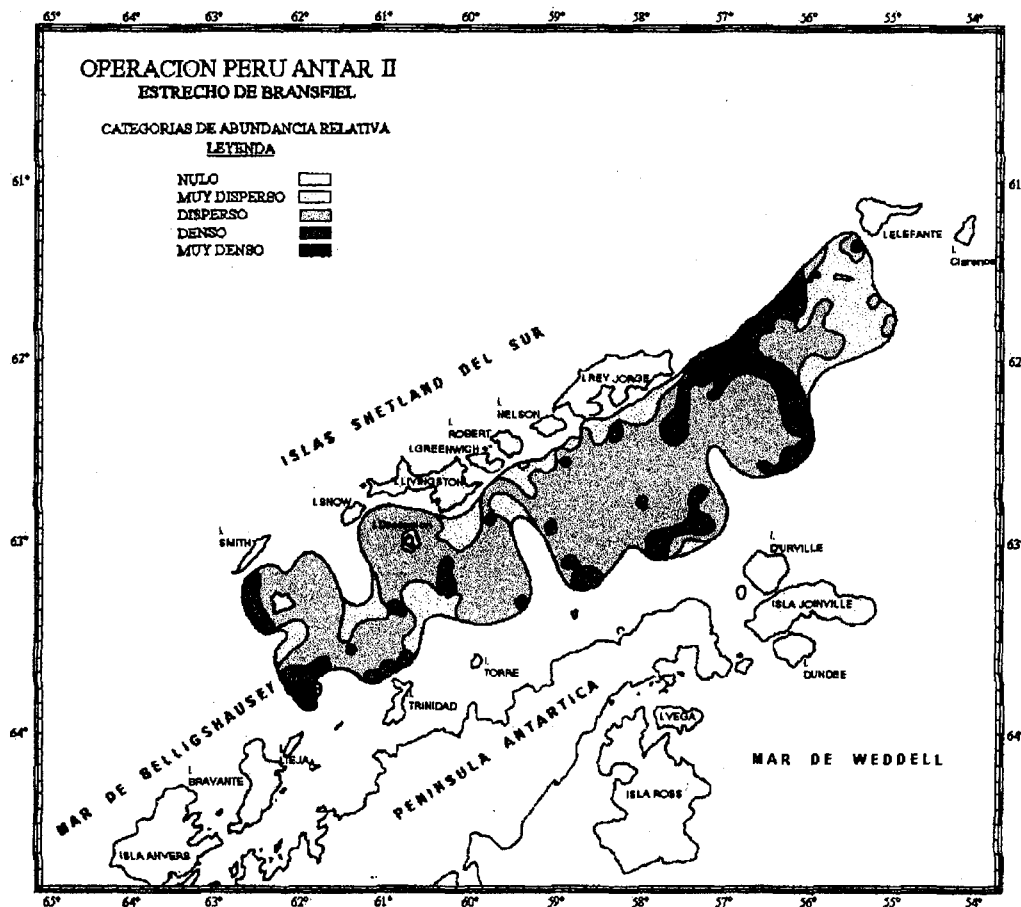 65° 64° 63° 62° 61° 60° 59° 58° 57° 56° 55° 54°
OPERACION PERU ANTAR II
ESTRECHO DE BRANSFIEL
CATEGORIAS DE ABUNDANCIA RELATIVA
LEYENDA
NULO
MUY DISPERSO
DISPERSO
DENSO
MUY DENSO
61° 61°
I.ELEFANTE
I.
Clarence
62° 62°
ISLAS SHETLAND DEL SUR
I.REY JORGE
I.
NELSON
I.
ROBERT
I.GREENWICH
I.LIVINGSTON
I.SNOW
I.
SMITH
63° 63°
I.
DURVILLE
ISLA JOINVILLE
I.
DUNDEE
I.
TORRE
I.
TRINIDAD
I.VEGA
64° 64°
MAR DE BELLIGSHAUSEY
PENINSULA ANTARTICA
MAR DE WEDDELL
I.
LIEJA
I.
BRAVANTE
ISLA ROSS
ISLA ANVERS
65° 64° 63° 62° 61° 60° 59° 58° 57° 56° 55° 54°